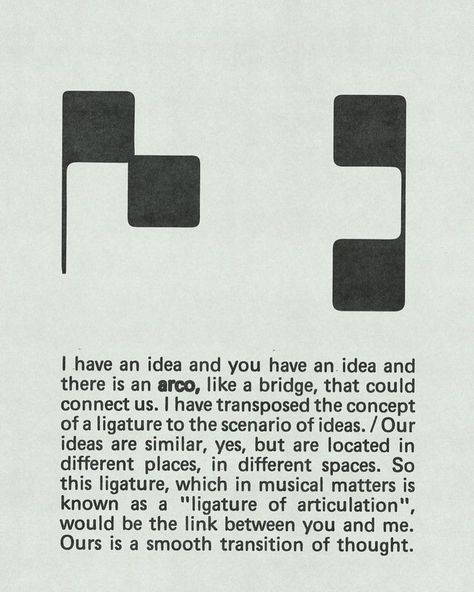 I have an idea and you have an idea and
there is an arco, like a bridge, that could
connect us. I have transposed the concept
of a ligature to the scenario of ideas. / Our
ideas are similar, yes, but are located in
different places, in different spaces. So
this ligature, which in musical matters is
known as a "ligature of articulation",
would be the link between you and me.
Ours is a smooth transition of thought.